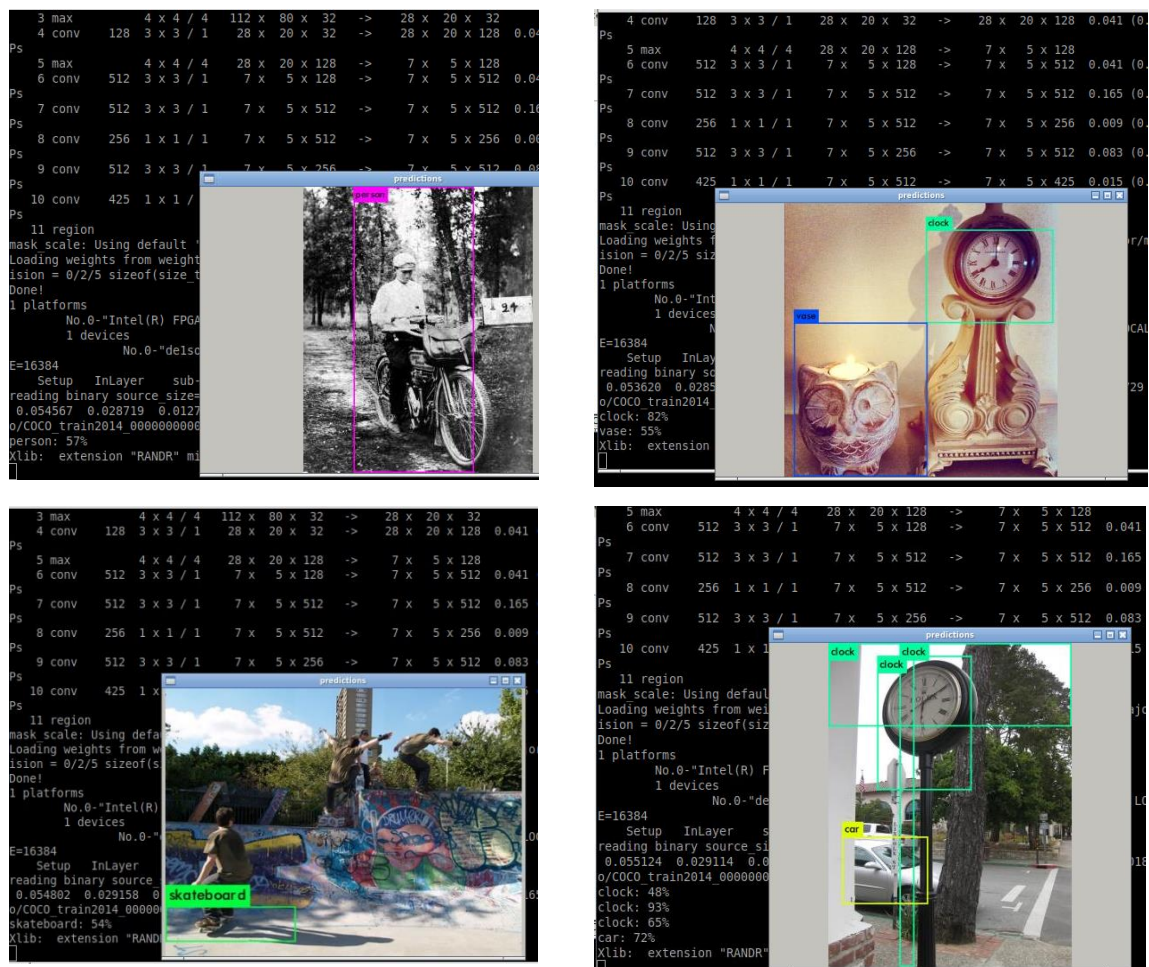 3 max 4 x 4 / 4 112 x 80 x 32 -> 28 x 20 x 32
4 conv 128 3 x 3 / 1 28 x 20 x 32 -> 28 x 20 x 128 0.04
Ps
5 max 4 x 4 / 4 28 x 20 x 128 -> 7 x 5 x 128
6 conv 512 3 x 3 / 1 7 x 5 x 128 -> 7 x 5 x 512 0.04
Ps
7 conv 512 3 x 3 / 1 7 x 5 x 512 -> 7 x 5 x 512 0.16
Ps
8 conv 256 1 x 1 / 1 7 x 5 x 512 -> 7 x 5 x 256 0.00
Ps
9 conv 512 3 x 3 / 7 x 5 x 256 -> 7 x 5 x 512 0.08
Ps
predictions
10 conv 425 1 x 1 /
person
Ps
11 region
mask_scale: Using default '
Loading weights from weight
ision = 0/2/5 sizeof(size_t
Done!
1 platforms
No.0-"Intel(R) FPGA
1 devices
No.0-"de1so
E=16384
Setup InLayer sub-
reading binary source_size=
0.054567 0.028719 0.0127
o/COCO_train2014_0000000000
person: 57%
Xlib: extension "RANDR" mi
4 conv 128 3 x 3 / 1 28 x 20 x 32 -> 28 x 20 x 128 0.041 (0.
Ps
5 max 4 x 4 / 4 28 x 20 x 128 -> 7 x 5 x 128
6 conv 512 3 x 3 / 1 7 x 5 x 128 -> 7 x 5 x 512 0.041 (0.
Ps
7 conv 512 3 x 3 / 1 7 x 5 x 512 -> 7 x 5 x 512 0.165 (0.
Ps
8 conv 256 1 x 1 / 1 7 x 5 x 512 -> 7 x 5 x 256 0.009 (0.
Ps
9 conv 512 3 x 3 / 1 7 x 5 x 256 -> 7 x 5 x 512 0.083 (0.
Ps
10 conv 425 1 x 1 / 1 7 x 5 x 512 -> 7 x 5 x 425 0.015 (0.
Ps
predictions
11 region
mask_scale: Using
clock
Loading weights f
ision = 0/2/5 siz
Done!
1 platforms
No.0-"Int
1 devices
vase
E=16384
Setup InLay
reading binary so
0.053620 0.0285
o/COCO_train2014_
clock: 82%
vase: 55%
Xlib: extension
3 max 4 x 4 / 4 112 x 80 x 32 -> 28 x 20 x 32
4 conv 128 3 x 3 / 1 28 x 20 x 32 -> 28 x 20 x 128 0.041
Ps
5 max 4 x 4 / 4 28 x 20 x 128 -> 7 x 5 x 128
6 conv 512 3 x 3 / 1 7 x 5 x 128 -> 7 x 5 x 512 0.041
Ps
7 conv 512 3 x 3 / 1 7 x 5 x 512 -> 7 x 5 x 512 0.165
Ps
8 conv 256 1 x 1 / 1 7 x 5 x 512 -> 7 x 5 x 256 0.009
Ps
9 conv 512 3 x 3 / 1 7 x 5 x 256 -> 7 x 5 x 512 0.083
Ps
predictions
10 conv 425 1 x
Ps
11 region
mask_scale: Using defa
Loading weights from w
ision = 0/2/5 sizeof(s
Done!
1 platforms
No.0-"Intel(R)
1 devices
No.0-"
E=16384
Setup InLayer
reading binary source_
skateboard
0.054802 0.029158 0
o/COCO_train2014_00000
skateboard: 54%
Xlib: extension "RAND
5 max 4 x 4 / 4 28 x 20 x 128 -> 7 x 5 x 128
6 conv 512 3 x 3 / 1 7 x 5 x 128 -> 7 x 5 x 512 0.041
Ps
7 conv 512 3 x 3 / 1 7 x 5 x 512 -> 7 x 5 x 512 0.165
Ps
8 conv 256 1 x 1 / 1 7 x 5 x 512 -> 7 x 5 x 256 0.009
Ps
9 conv 512 3 x 3 / 1 7 x 5 x 256 -> 7 x 5 x 512 0.083
Ps
predictions
10 conv 425 1 x 1
clock clock
Ps
clock
11 region
mask_scale: Using defaul
Loading weights from wei
ision = 0/2/5 sizeof(siz
Done!
1 platforms
No.0-"Intel(R) F
1 devices
No.0-"de
E=16384
car
Setup InLayer s
reading binary source_si
0.055124 0.029114 0.0
o/COCO_train2014_0000000
clock: 48%
clock: 93%
clock: 65%
car: 72%
Xlib: extension "RANDR"